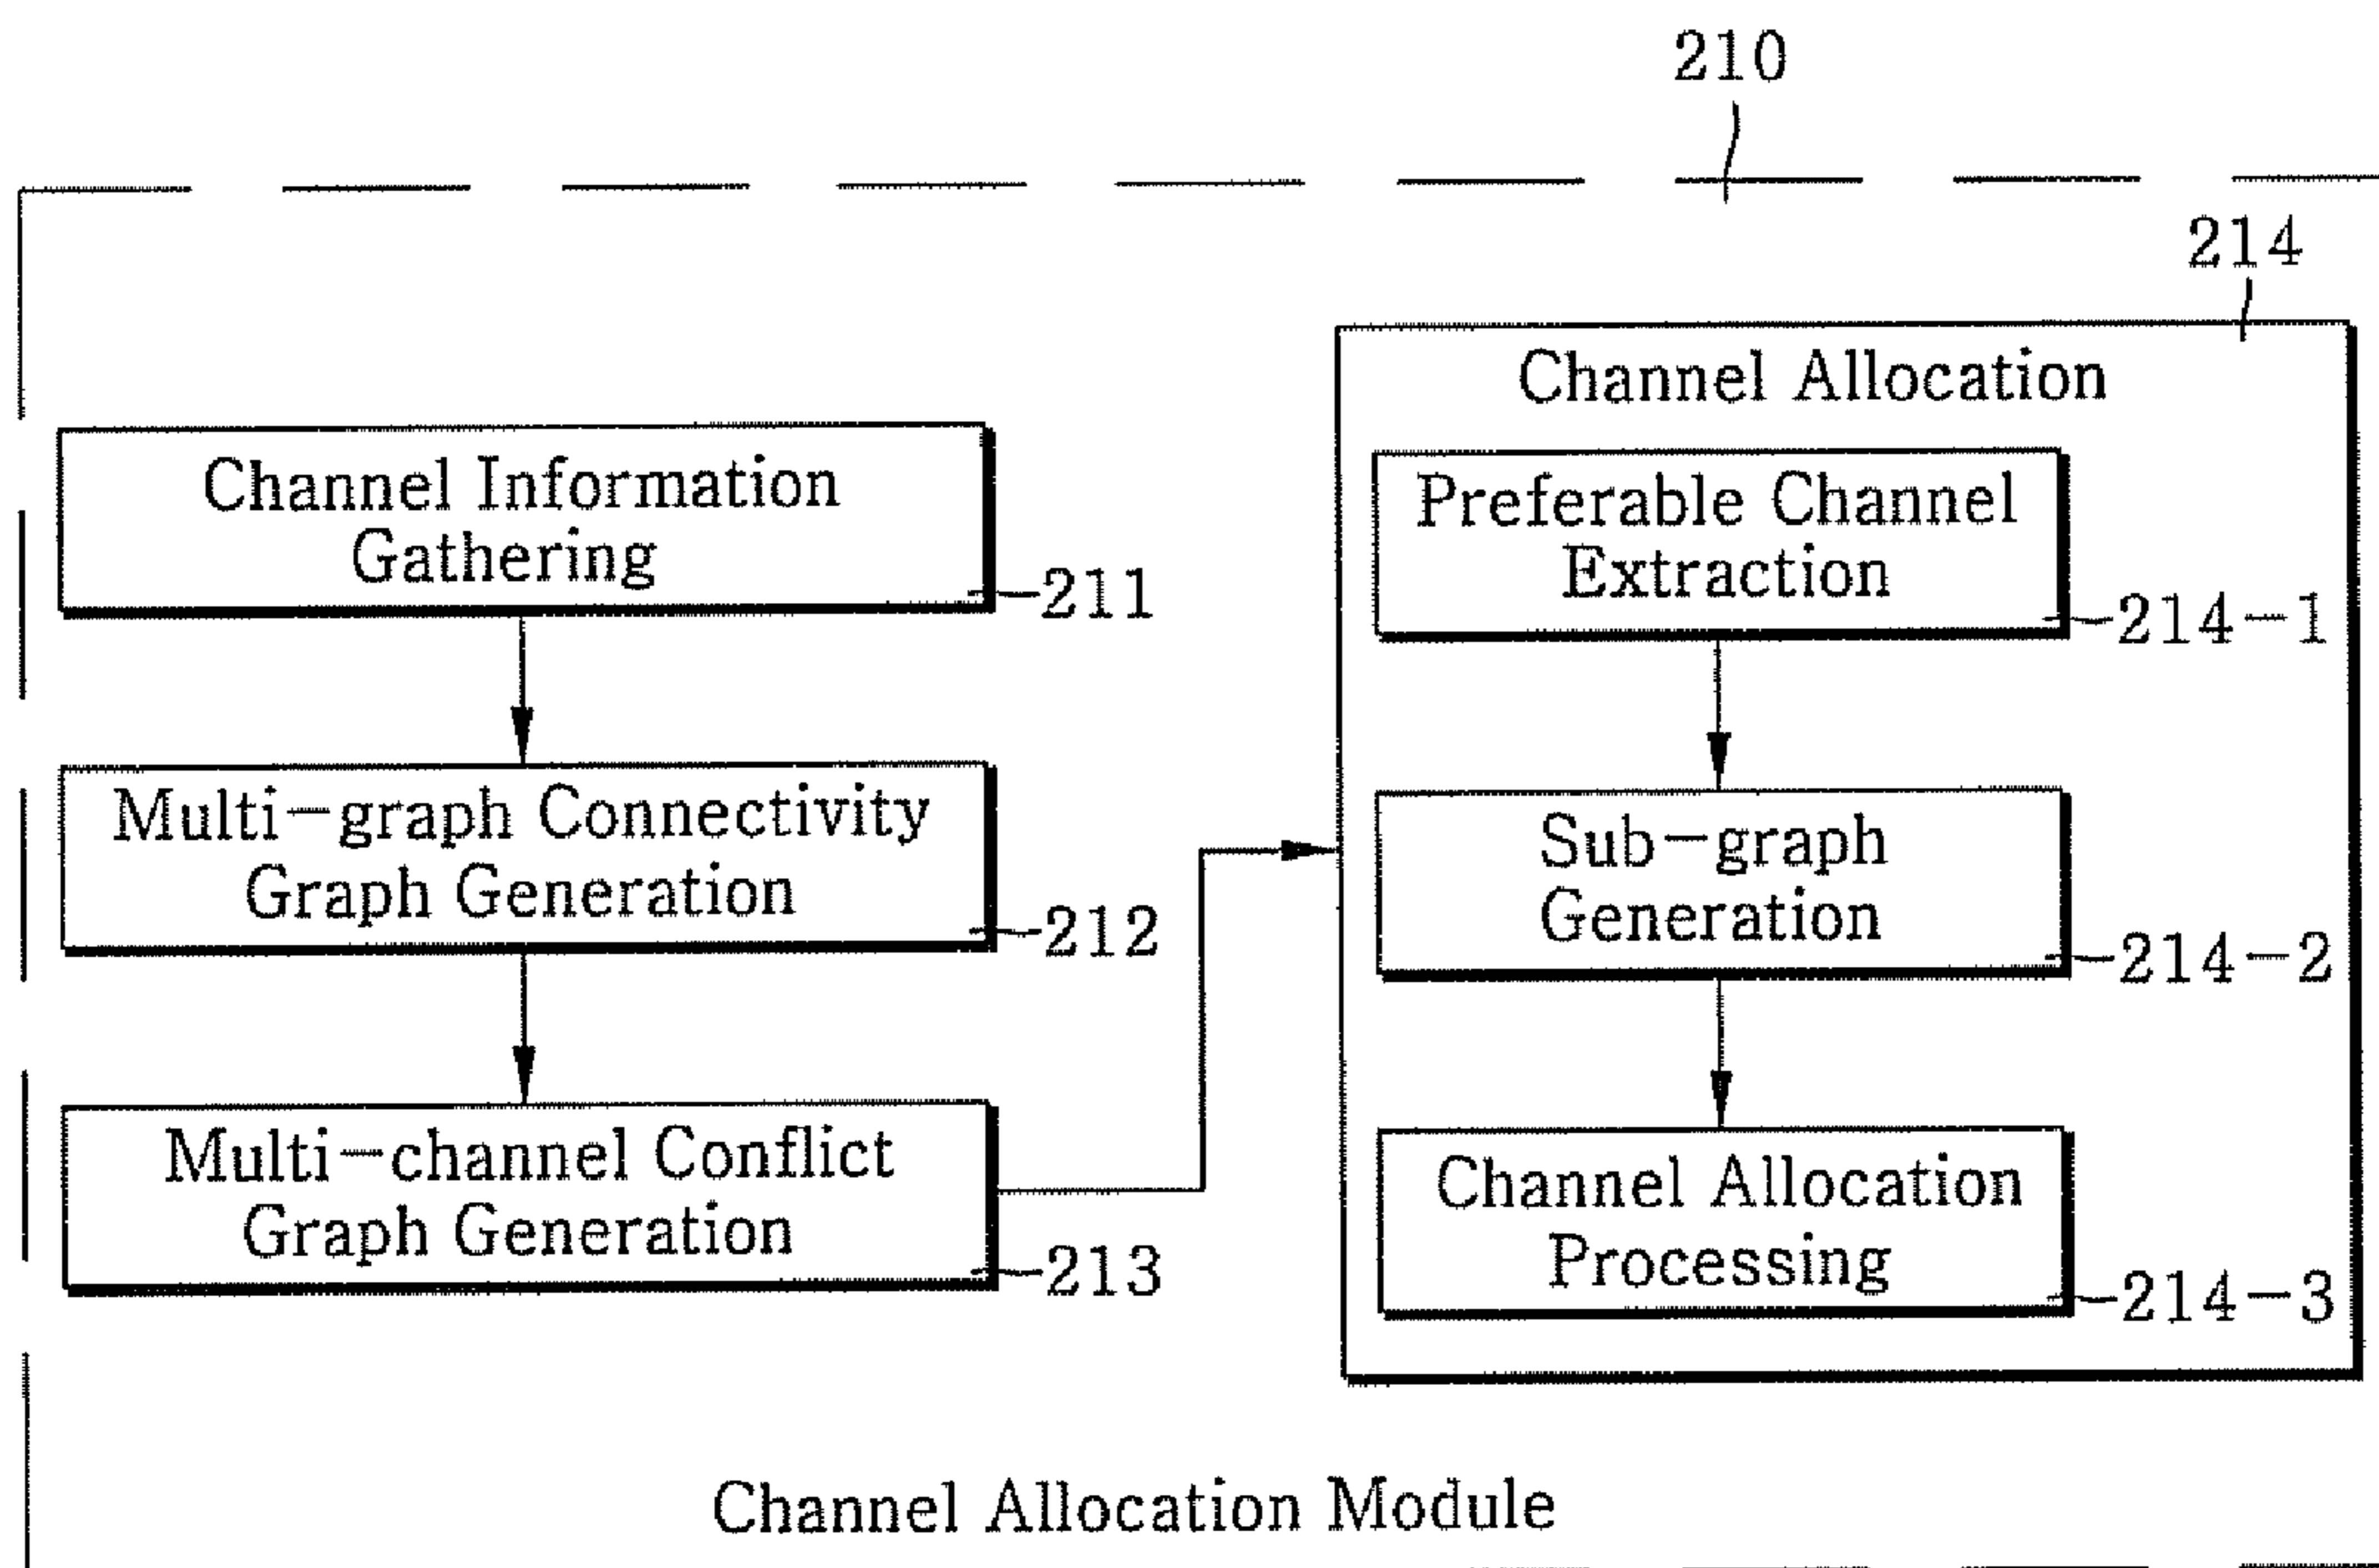 210
214
Channel Information
Gathering
211
Multi-graph Connectivity
Graph Generation
212
Multi-channel Conflict
Graph Generation
213
Channel Allocation
Preferable Channel
Extraction
214-1
Sub-graph
Generation
214-2
Channel Allocation
Processing
214-3
Channel Allocation Module